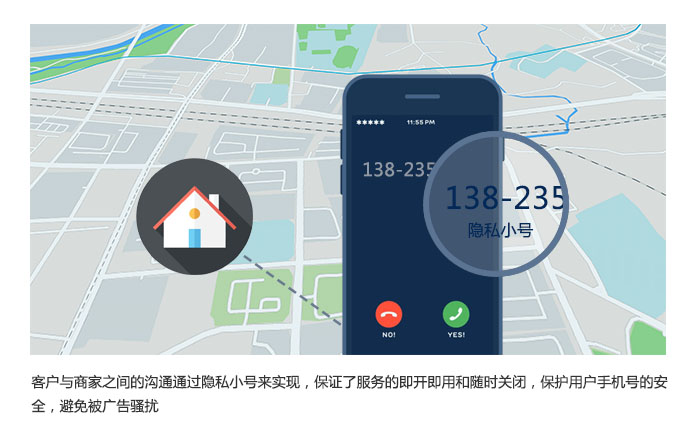 ***** 11:55 PM
138-235
138-235
隐私小号
NO! YES!
客户与商家之间的沟通通过隐私小号来实现，保证了服务的即开即用和随时关闭，保护用户手机号的安
全，避免被广告骚扰